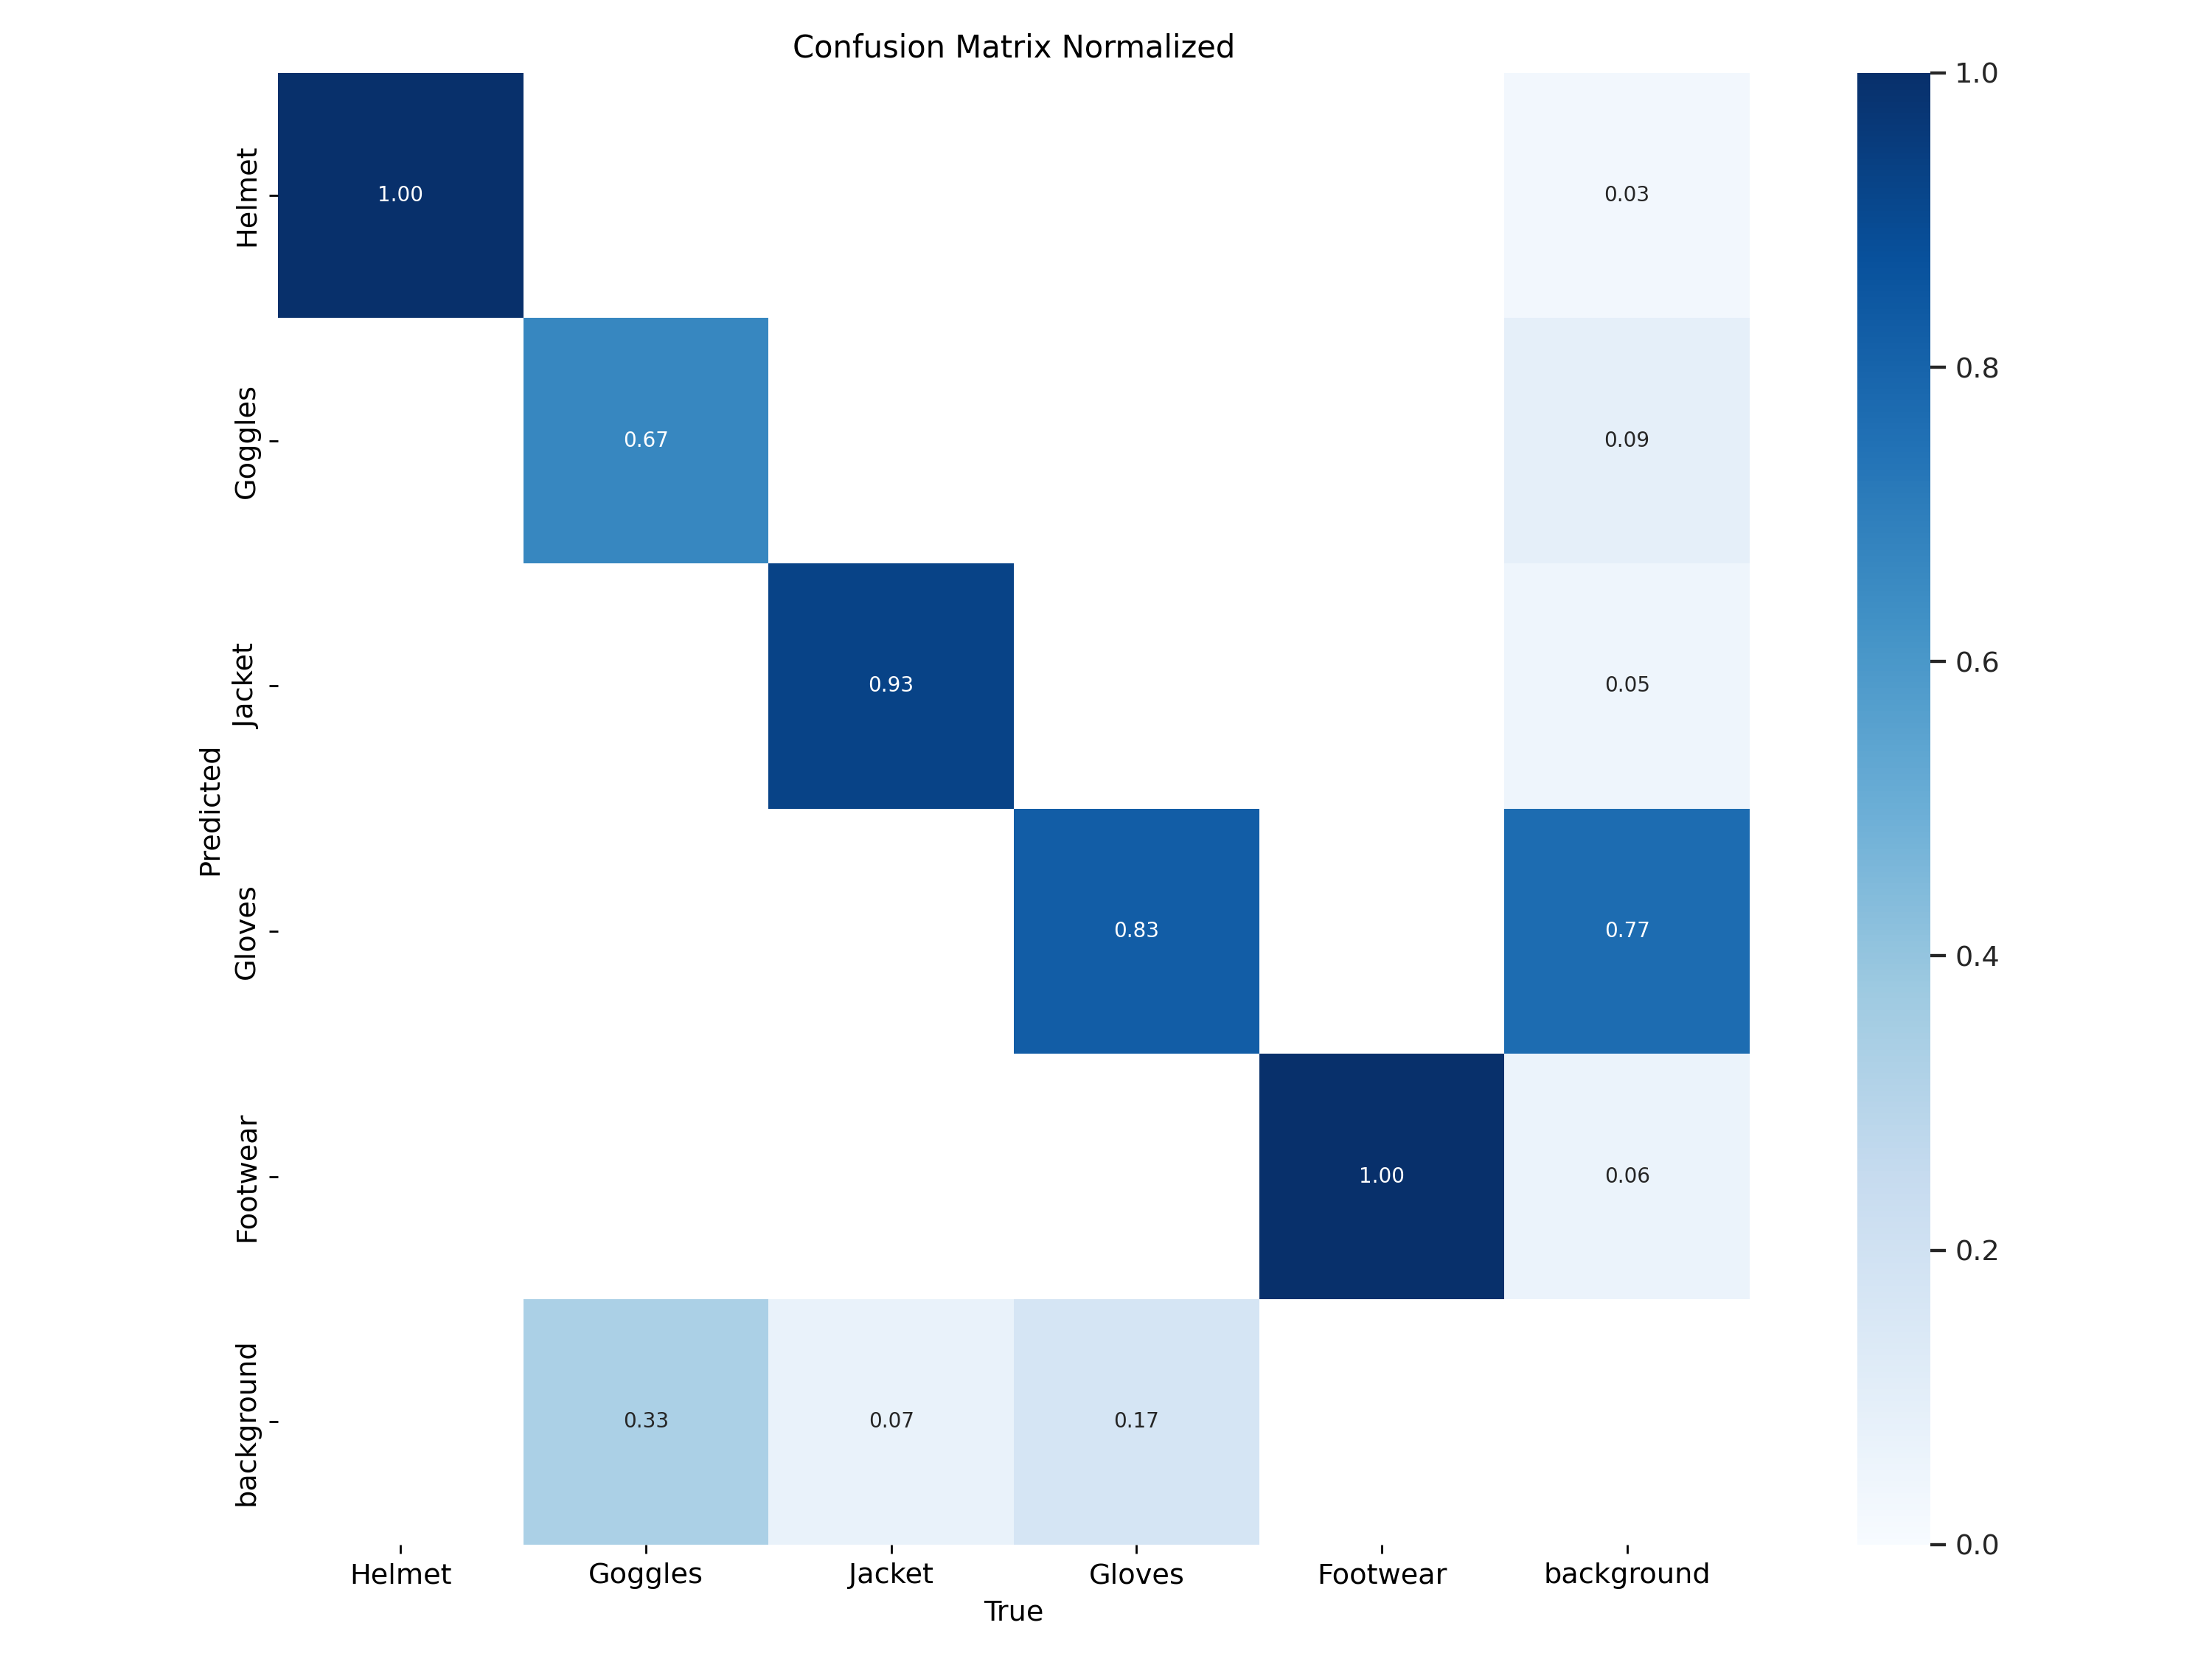 Confusion Matrix Normalized
Helmet
1.00
0.03
Goggles
0.67
0.09
Jacket
0.93
0.05
Predicted
Gloves
0.83
0.77
Footwear
1.00
0.06
background
0.33
0.07
0.17
Helmet Goggles Jacket Gloves Footwear background
True
1.0
0.8
0.6
0.4
0.2
0.0